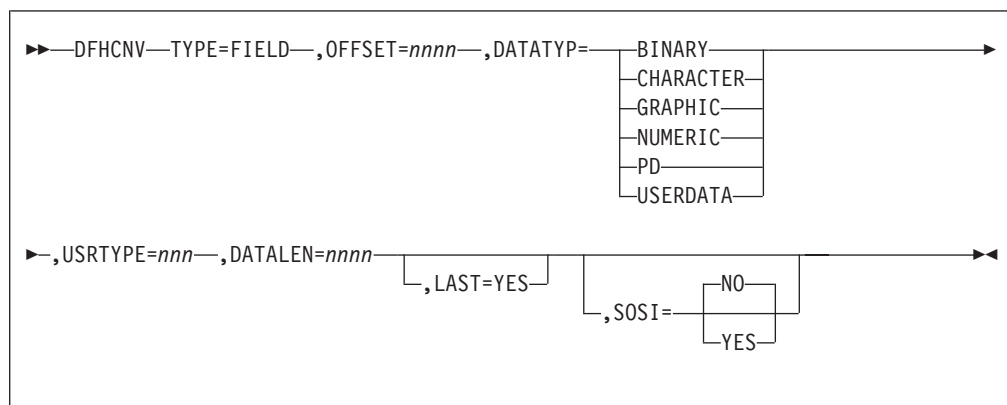 DFHCNV TYPE=FIELD ,OFFSET=nnnn ,DATATYP= BINARY
CHARACTER
GRAPHIC
NUMERIC
PD
USERDATA
,USRTYPE=nnn ,DATALEN=nnnn
,LAST=YES
NO
,SOSI=
YES